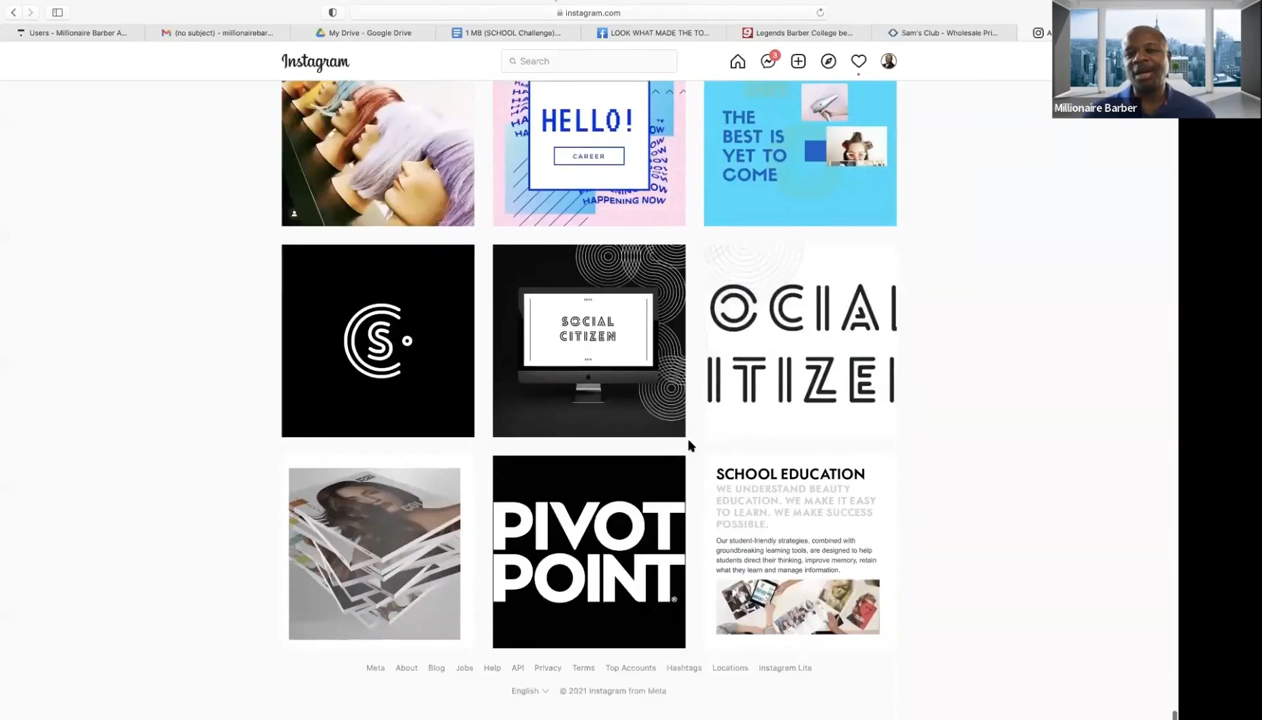 instagram.com
Users - Millionaire Barber A...
(no subject) - millionairebar...
My Drive - Google Drive
1 MB (SCHOOL Challenge)...
LOOK WHAT MADE THE TO...
Legends Barber College be...
Sam's Club - Wholesale Pri...
A
Instagram
Search
3
Millionaire Barber
HELLO!
CAREER
HAPPENING NOW
THE
BEST IS
YET TO
COME
CS
SOCIAL
CITIZEN
OCIAL
ITIZE
PIVOT
POINT®
SCHOOL EDUCATION
WE UNDERSTAND BEAUTY
EDUCATION. WE MAKE IT EASY
TO LEARN. WE MAKE SUCCESS
POSSIBLE.
Our student-friendly strategies, combined with
groundbreaking learning tools, are designed to help
students direct their thinking, improve memory, retain
what they learn and manage information.
Meta About Blog Jobs Help API Privacy Terms Top Accounts Hashtags Locations Instagram Lite
English © 2021 Instagram from Meta